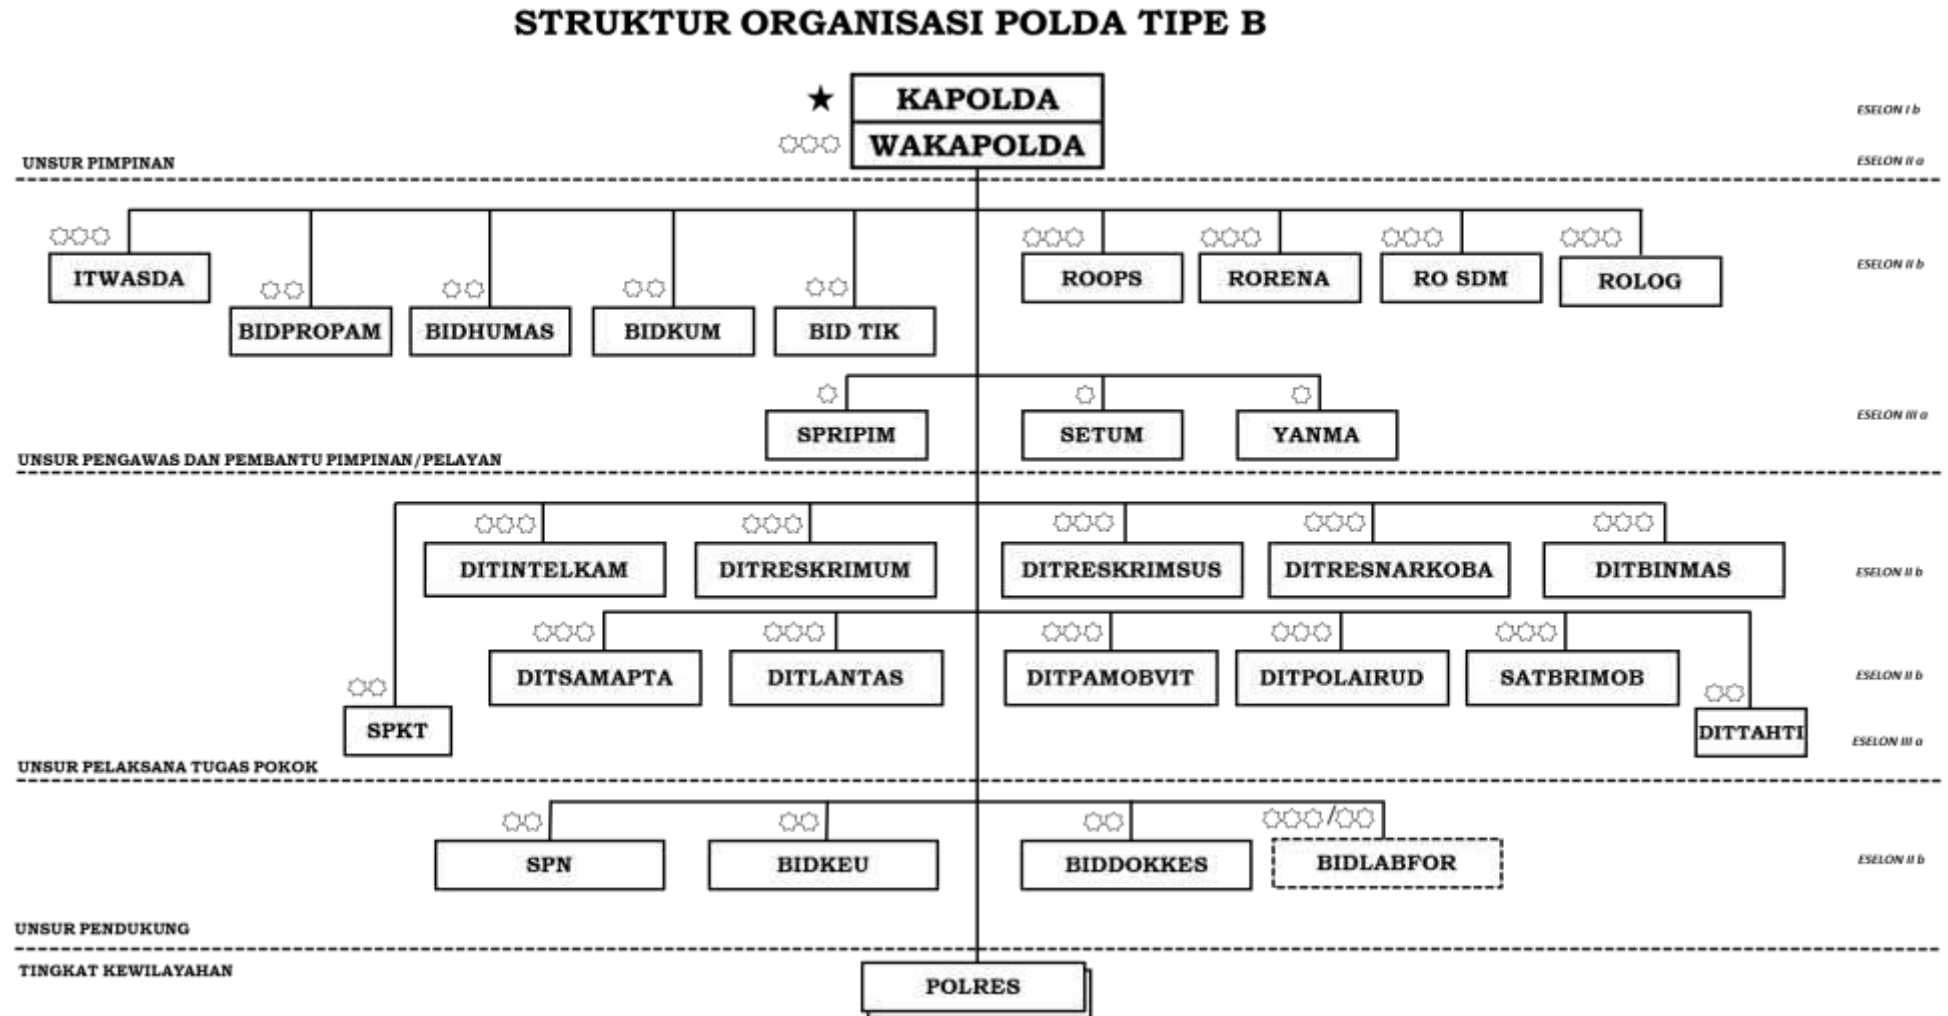 STRUKTUR ORGANISASI POLDA TIPE B
KAPOLDA
ESELON I b
WAKAPOLDA
UNSUR PIMPINAN
ESELON II a
ITWASDA
ROOPS
RORENA
RO SDM
ROLOG
ESELON II b
BIDPROPAM
BIDHUMAS
BIDKUM
BID TIK
SPRIPIM
SETUM
YANMA
ESELON III a
UNSUR PENGAWAS DAN PEMBANTU PIMPINAN/PELAYAN
DITINTELKAM
DITRESKRIMUM
DITRESKRIMSUS
DITRESNARKOBA
DITBINMAS
ESELON II b
DITSAMAPTA
DITLANTAS
DITPAMOBVIT
DITPOLAIRUD
SATBRIMOB
ESELON II b
SPKT
DITTAHTI
ESELON III a
UNSUR PELAKSANA TUGAS POKOK
/
SPN
BIDKEU
BIDDOKKES
BIDLABFOR
ESELON II b
UNSUR PENDUKUNG
TINGKAT KEWILAYAHAN
POLRES